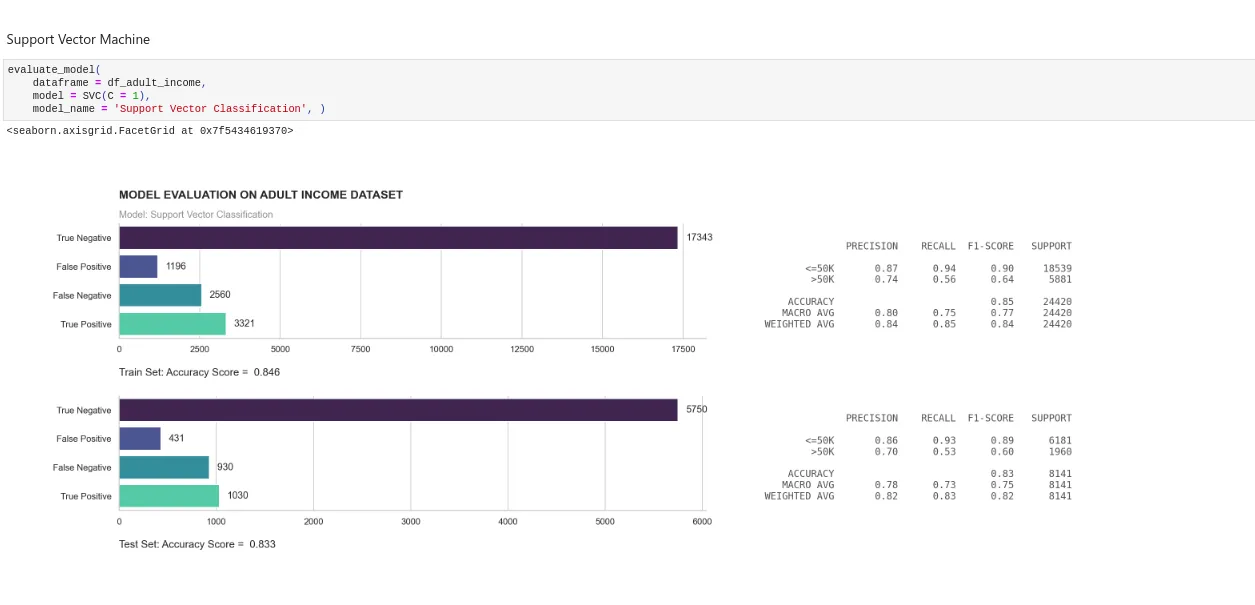 Support Vector Machine
evaluate_model(
dataframe = df_adult_income,
model = SVC(C = 1),
model_name = 'Support Vector Classification', )
<seaborn.axisgrid.FacetGrid at 0x7f5434619370>
MODEL EVALUATION ON ADULT INCOME DATASET
Model: Support Vector Classification
True Negative 17343
False Positive 1196
False Negative 2560
True Positive 3321
0 2500 5000 7500 10000 12500 15000 17500
Train Set: Accuracy Score = 0.846
PRECISION RECALL F1-SCORE SUPPORT
<=50K 0.87 0.94 0.90 18539
>50K 0.74 0.56 0.64 5881
ACCURACY 0.85 24420
MACRO AVG 0.80 0.75 0.77 24420
WEIGHTED AVG 0.84 0.85 0.84 24420
True Negative 5750
False Positive 431
False Negative 930
True Positive 1030
0 1000 2000 3000 4000 5000 6000
Test Set: Accuracy Score = 0.833
PRECISION RECALL F1-SCORE SUPPORT
<=50K 0.86 0.93 0.89 6181
>50K 0.70 0.53 0.60 1960
ACCURACY 0.83 8141
MACRO AVG 0.78 0.73 0.75 8141
WEIGHTED AVG 0.82 0.83 0.82 8141